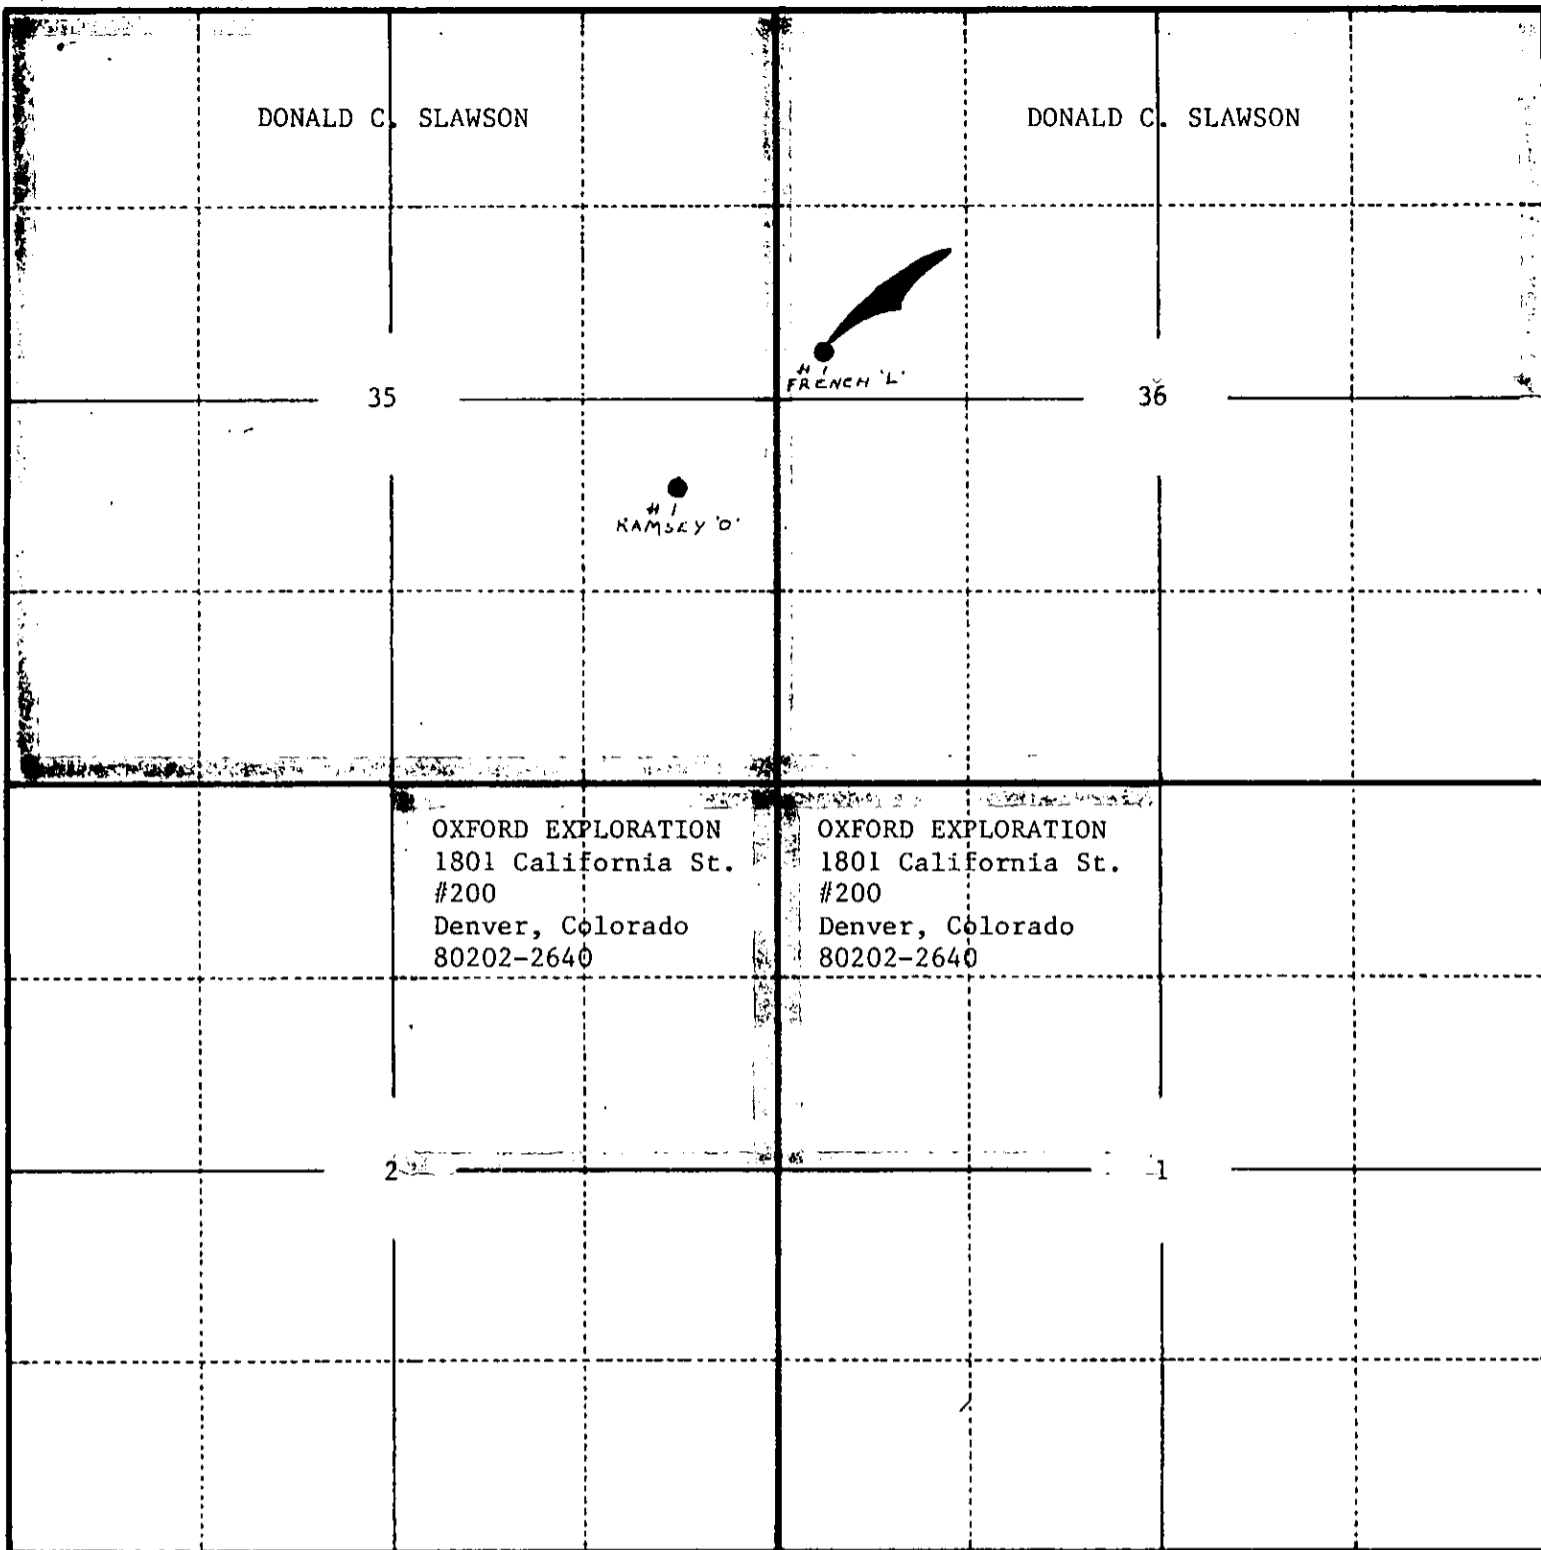 DONALD C. SLAWSON
DONALD C. SLAWSON
#1
FRENCH 'L'
35
36
#1
RAMSEY 'O'
OXFORD EXPLORATION
1801 California St.
#200
Denver, Colorado
80202-2640
OXFORD EXPLORATION
1801 California St.
#200
Denver, Colorado
80202-2640
2
1